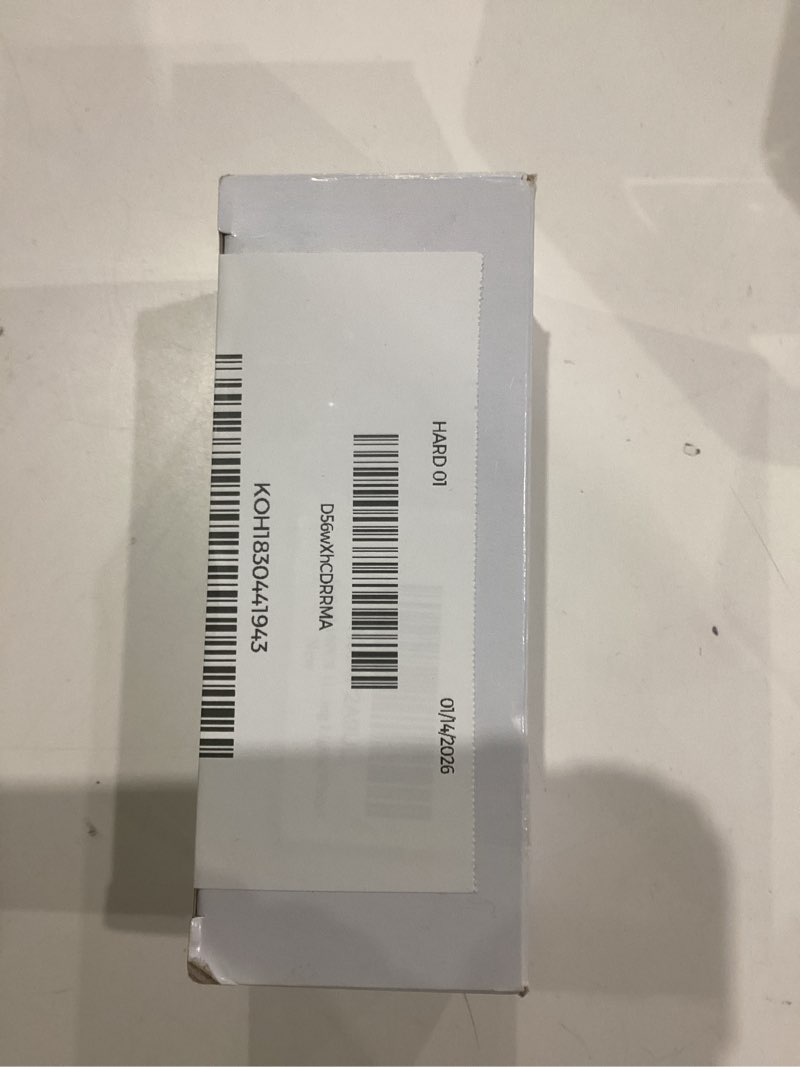 HARD 01
01/14/2026
D56wXhCDRRMA
KOH1830441943